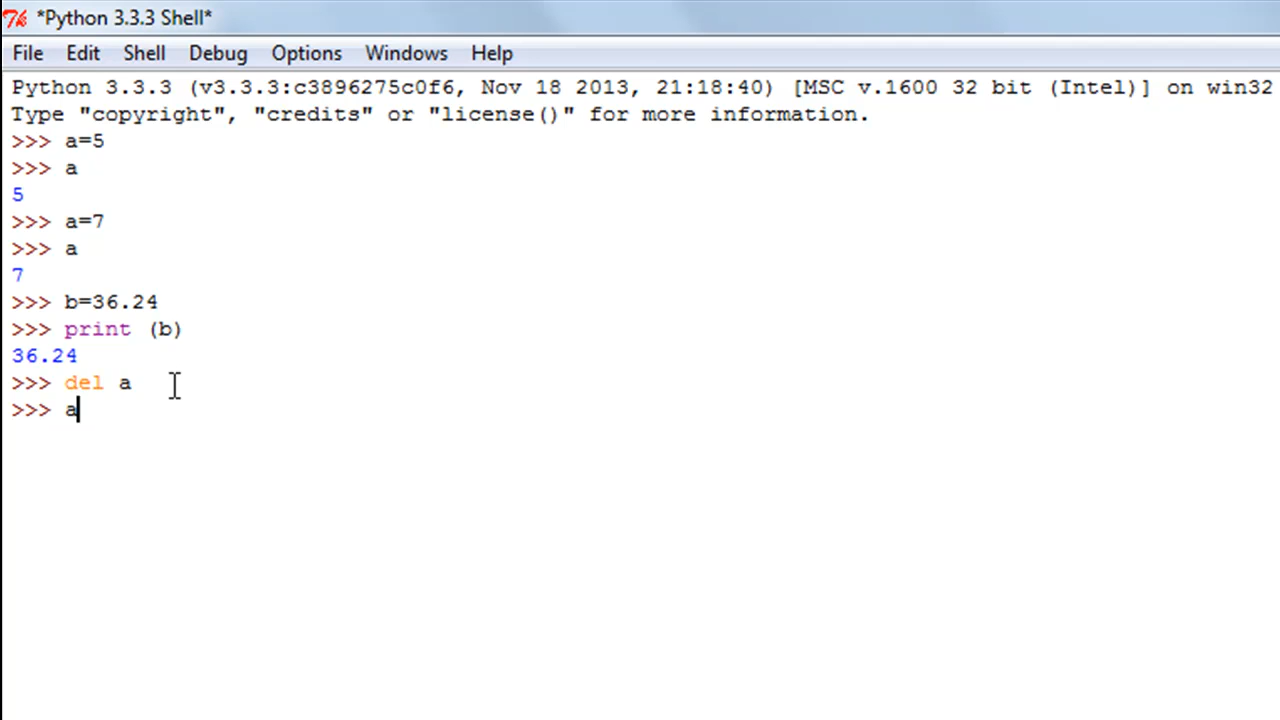 *Python 3.3.3 Shell*
File Edit Shell Debug Options Windows Help
Python 3.3.3 (v3.3.3:c3896275c0f6, Nov 18 2013, 21:18:40) [MSC v.1600 32 bit (Intel)] on win32
Type "copyright", "credits" or "license()" for more information.
>>> a=5
>>> a
5
>>> a=7
>>> a
7
>>> b=36.24
>>> print (b)
36.24
>>> del a
>>> a